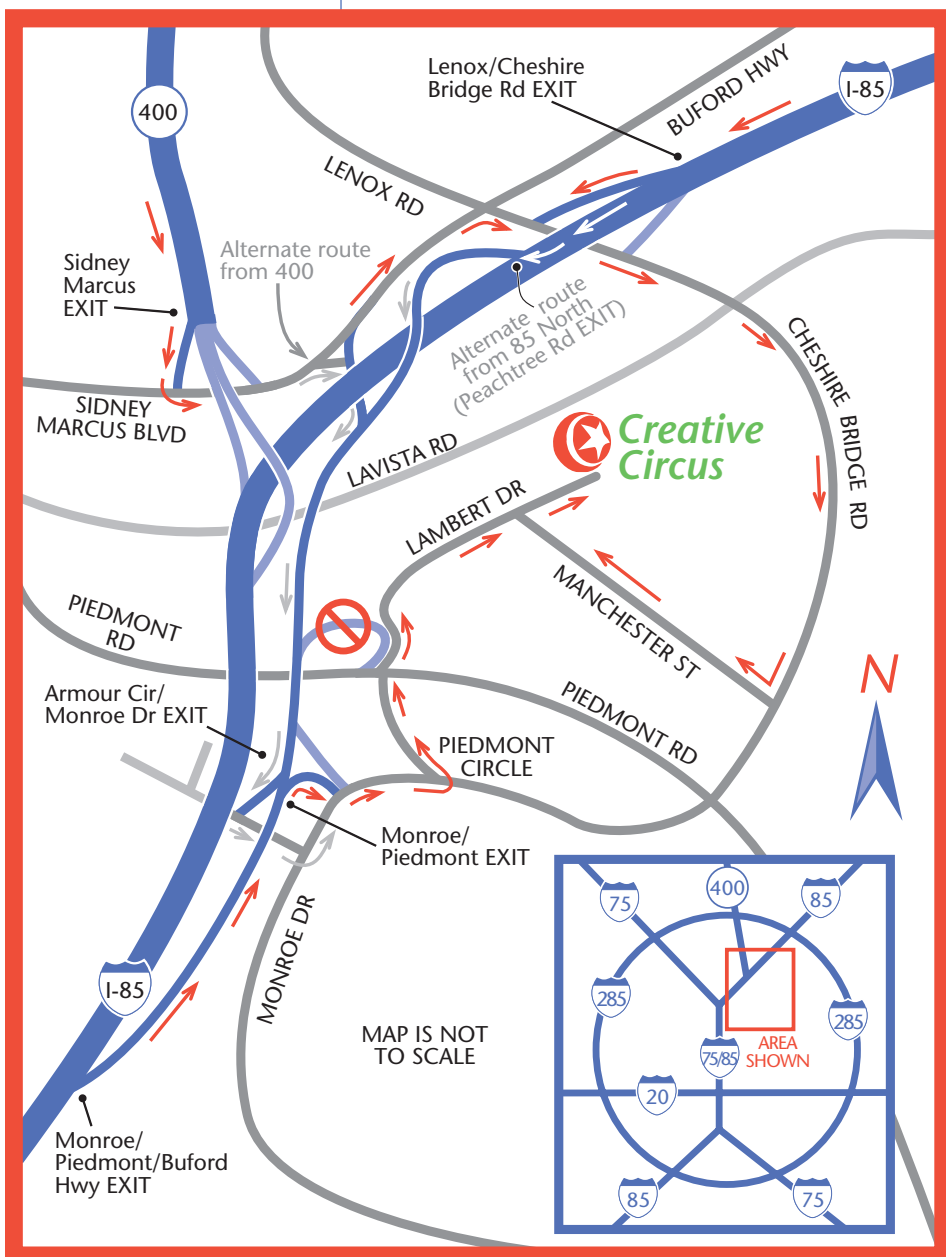 400
Lenox/Cheshire
Bridge Rd EXIT
BUFORD HWY
I-85
LENOX RD
Alternate route
from 400
Sidney
Marcus
EXIT
Alternate route
from 85 North
(Peachtree Rd EXIT)
CHESHIRE BRIDGE RD
SIDNEY
MARCUS BLVD
LAVISTA RD
Creative
Circus
LAMBERT DR
MANCHESTER ST
PIEDMONT
RD
N
Armour Cir/
Monroe Dr EXIT
PIEDMONT RD
PIEDMONT
CIRCLE
Monroe/
Piedmont EXIT
MONROE DR
I-85
MAP IS NOT
TO SCALE
Monroe/
Piedmont/Buford
Hwy EXIT
400
75
85
285
285
75/85
AREA
SHOWN
20
85
75